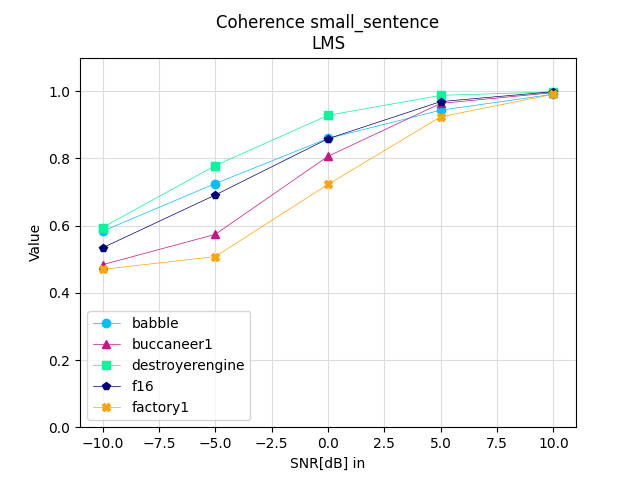 Coherence small_sentence
LMS
Value
1.0
0.8
0.6
0.4
0.2
0.0
babble
buccaneer1
destroyerengine
f16
factory1
−10.0 −7.5 −5.0 −2.5 0.0 2.5 5.0 7.5 10.0
SNR[dB] in